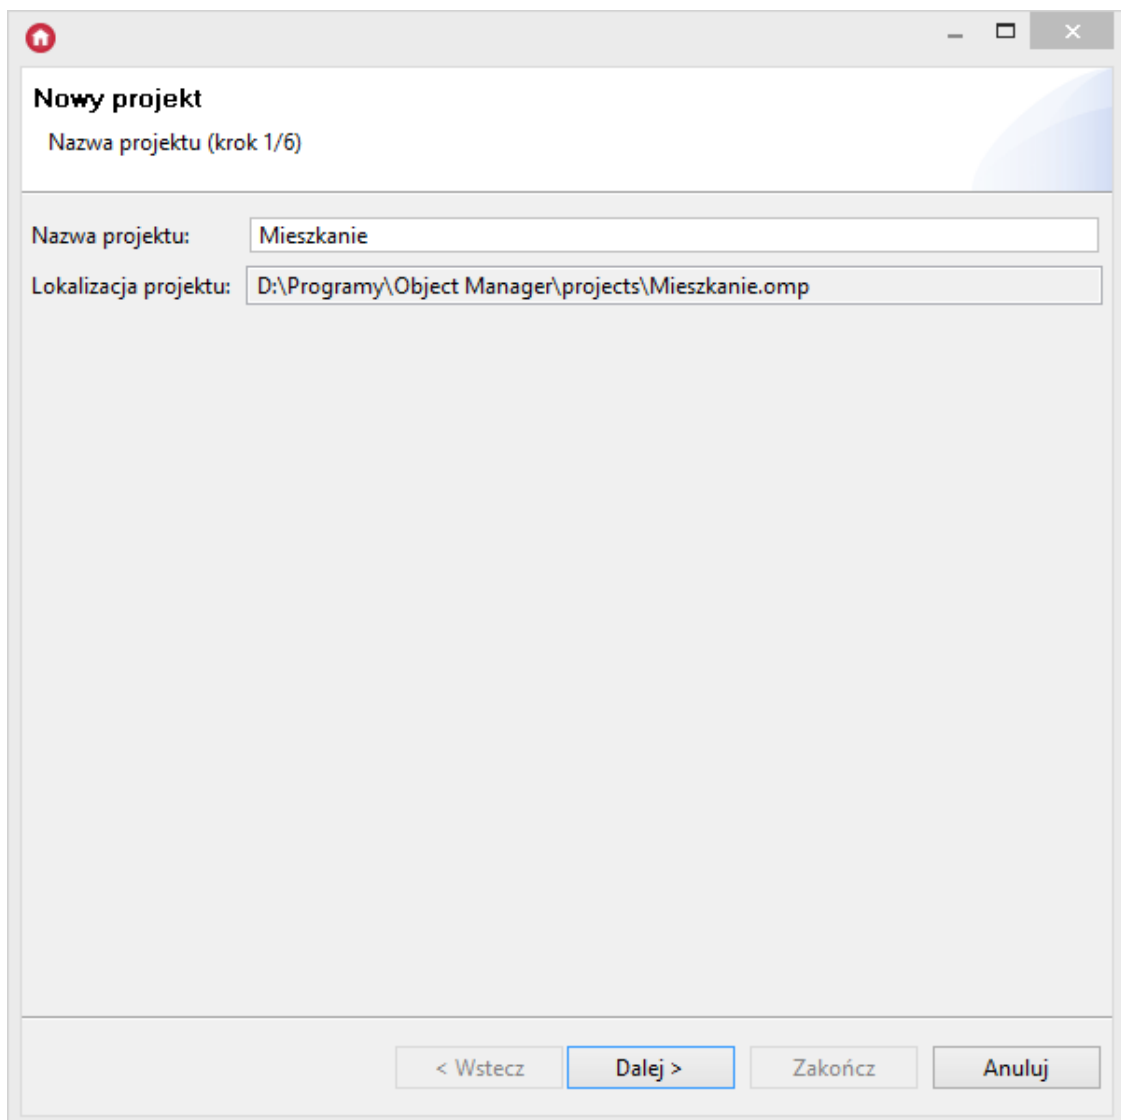 Nowy projekt
Nazwa projektu (krok 1/6)
Nazwa projektu: Mieszkanie
Lokalizacja projektu: D:\Programy\Object Manager\projects\Mieszkanie.omp
< Wstecz Dalej > Zakończ Anuluj